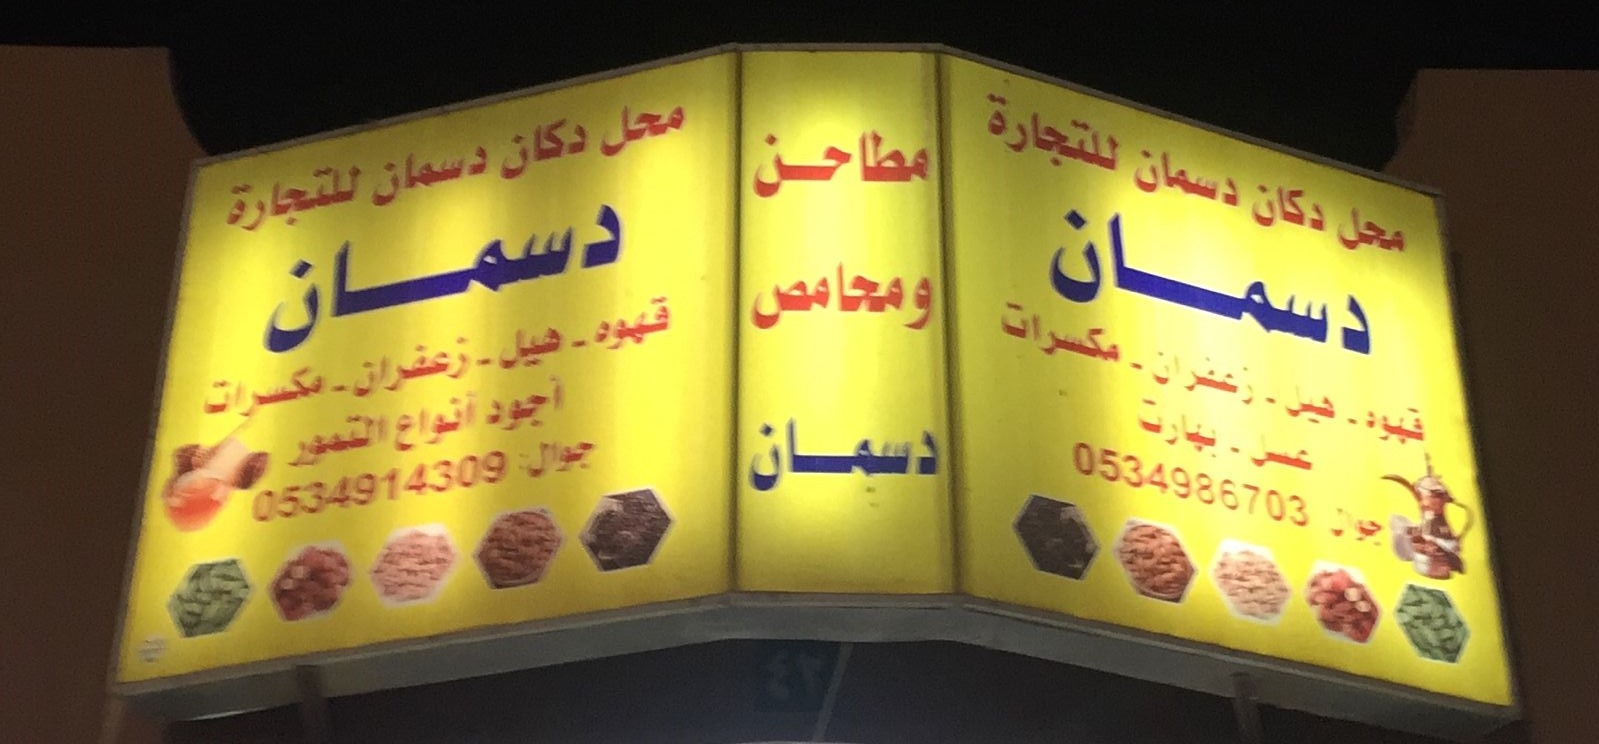 محل دكان دسمان للتجارة
دسمان
قهوه - هيل - زعفران - مكسرات
عسل - بهارت
جوال 0534986703
مطاحن
ومحامص
دسمان
محل دكان دسمان للتجارة
دسمان
قهوه - هيل - زعفران - مكسرات
أجود أنواع التمور
جوال: 0534914309